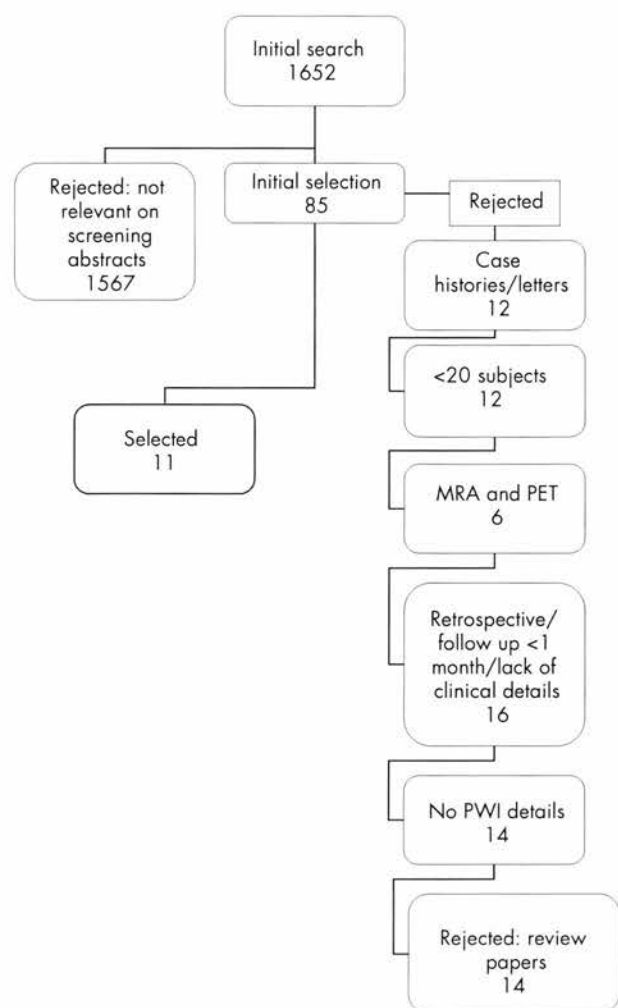 Initial search
1652
Rejected: not
relevant on
screening
abstracts
1567
Initial selection
85
Rejected
Case
histories/letters
12
<20 subjects
12
Selected
11
MRA and PET
6
Retrospective/
follow up <1
month/lack of
clinical details
16
No PWI details
14
Rejected: review
papers
14